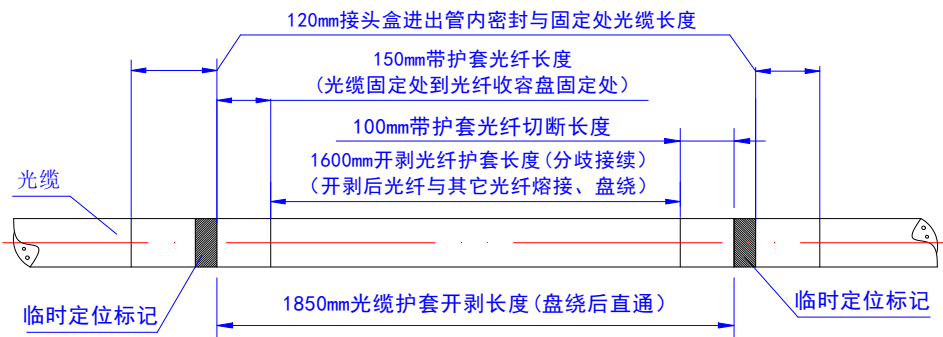 120mm接头盒进出管内密封与固定处光缆长度
150mm带护套光纤长度
(光缆固定处到光纤收容盘固定处)
100mm带护套光纤切断长度
1600mm开剥光纤护套长度(分歧接续)
(开剥后光纤与其它光纤熔接、盘绕)
光缆
1850mm光缆护套开剥长度(盘绕后直通)
临时定位标记
临时定位标记